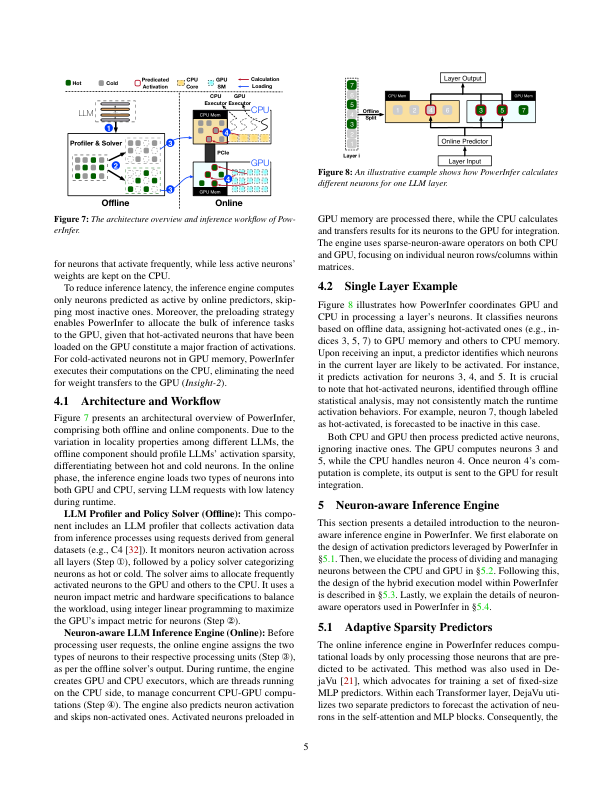 Hot
Cold
Predicated
Activation
CPU
Core
GPU
SM
Calculation
Loading
CPU
Executor
GPU
Executor
CPU
CPU Mem
LLM
1
Profiler & Solver
2
3
4
PCIe
GPU
3
4
GPU Mem
Offline
Online
Figure 7: The architecture overview and inference workflow of Pow-
erInfer.
for neurons that activate frequently, while less active neurons'
weights are kept on the CPU.
To reduce inference latency, the inference engine computes
only neurons predicted as active by online predictors, skip-
ping most inactive ones. Moreover, the preloading strategy
enables PowerInfer to allocate the bulk of inference tasks
to the GPU, given that hot-activated neurons that have been
loaded on the GPU constitute a major fraction of activations.
For cold-activated neurons not in GPU memory, PowerInfer
executes their computations on the CPU, eliminating the need
for weight transfers to the GPU (Insight-2).
4.1 Architecture and Workflow
Figure 7 presents an architectural overview of PowerInfer,
comprising both offline and online components. Due to the
variation in locality properties among different LLMs, the
offline component should profile LLMs' activation sparsity,
differentiating between hot and cold neurons. In the online
phase, the inference engine loads two types of neurons into
both GPU and CPU, serving LLM requests with low latency
during runtime.
LLM Profiler and Policy Solver (Offline): This compo-
nent includes an LLM profiler that collects activation data
from inference processes using requests derived from general
datasets (e.g., C4 [32]). It monitors neuron activation across
all layers (Step ①), followed by a policy solver categorizing
neurons as hot or cold. The solver aims to allocate frequently
activated neurons to the GPU and others to the CPU. It uses a
neuron impact metric and hardware specifications to balance
the workload, using integer linear programming to maximize
the GPU's impact metric for neurons (Step ②).
Neuron-aware LLM Inference Engine (Online): Before
processing user requests, the online engine assigns the two
types of neurons to their respective processing units (Step ③),
as per the offline solver's output. During runtime, the engine
creates GPU and CPU executors, which are threads running
on the CPU side, to manage concurrent CPU-GPU compu-
tations (Step ④). The engine also predicts neuron activation
and skips non-activated ones. Activated neurons preloaded in
7
5
3
Layer i
Offline
Split
Layer Output
CPU Mem
GPU Mem
1
2
4
6
3
5
7
Online Predictor
Layer Input
Figure 8: An illustrative example shows how PowerInfer calculates
different neurons for one LLM layer.
GPU memory are processed there, while the CPU calculates
and transfers results for its neurons to the GPU for integration.
The engine uses sparse-neuron-aware operators on both CPU
and GPU, focusing on individual neuron rows/columns within
matrices.
4.2 Single Layer Example
Figure 8 illustrates how PowerInfer coordinates GPU and
CPU in processing a layer's neurons. It classifies neurons
based on offline data, assigning hot-activated ones (e.g., in-
dices 3, 5, 7) to GPU memory and others to CPU memory.
Upon receiving an input, a predictor identifies which neurons
in the current layer are likely to be activated. For instance,
it predicts activation for neurons 3, 4, and 5. It is crucial
to note that hot-activated neurons, identified through offline
statistical analysis, may not consistently match the runtime
activation behaviors. For example, neuron 7, though labeled
as hot-activated, is forecasted to be inactive in this case.
Both CPU and GPU then process predicted active neurons,
ignoring inactive ones. The GPU computes neurons 3 and
5, while the CPU handles neuron 4. Once neuron 4's com-
putation is complete, its output is sent to the GPU for result
integration.
5 Neuron-aware Inference Engine
This section presents a detailed introduction to the neuron-
aware inference engine in PowerInfer. We first elaborate on
the design of activation predictors leveraged by PowerInfer in
§5.1. Then, we elucidate the process of dividing and managing
neurons between the CPU and GPU in §5.2. Following this,
the design of the hybrid execution model within PowerInfer
is described in §5.3. Lastly, we explain the details of neuron-
aware operators used in PowerInfer in §5.4.
5.1 Adaptive Sparsity Predictors
The online inference engine in PowerInfer reduces compu-
tational loads by only processing those neurons that are pre-
dicted to be activated. This method was also used in De-
jaVu [21], which advocates for training a set of fixed-size
MLP predictors. Within each Transformer layer, DejaVu uti-
lizes two separate predictors to forecast the activation of neu-
rons in the self-attention and MLP blocks. Consequently, the
5